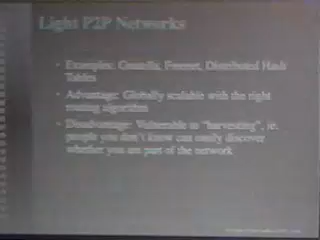 Light P2P Networks
Examples: Gnutella, Freenet, Distributed Hash
Tables
Advantage: Globally scalable with the right
routing algorithm
Disadvantage: Vulnerable to "harvesting", ie.
people you don't know can easily discover
whether you are part of the network